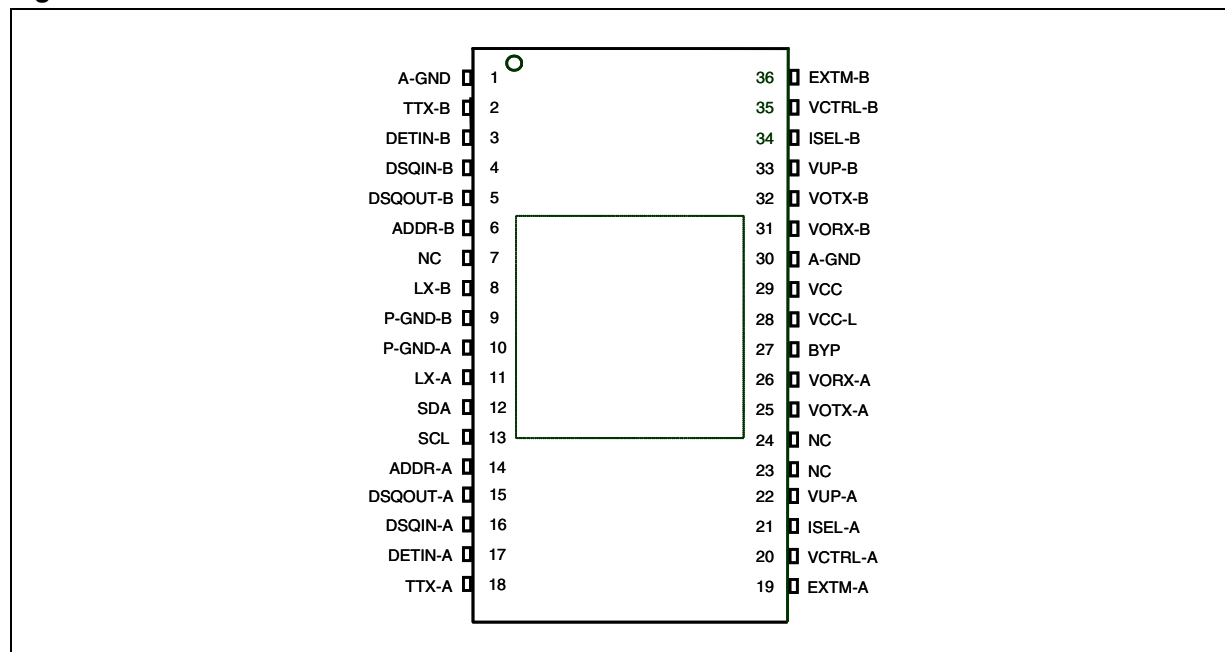 A-GND 1 36 EXTM-B
TTX-B 2 35 VCTRL-B
DETIN-B 3 34 ISEL-B
DSQIN-B 4 33 VUP-B
DSQOUT-B 5 32 VOTX-B
ADDR-B 6 31 VORX-B
NC 7 30 A-GND
LX-B 8 29 VCC
P-GND-B 9 28 VCC-L
P-GND-A 10 27 BYP
LX-A 11 26 VORX-A
SDA 12 25 VOTX-A
SCL 13 24 NC
ADDR-A 14 23 NC
DSQOUT-A 15 22 VUP-A
DSQIN-A 16 21 ISEL-A
DETIN-A 17 20 VCTRL-A
TTX-A 18 19 EXTM-A